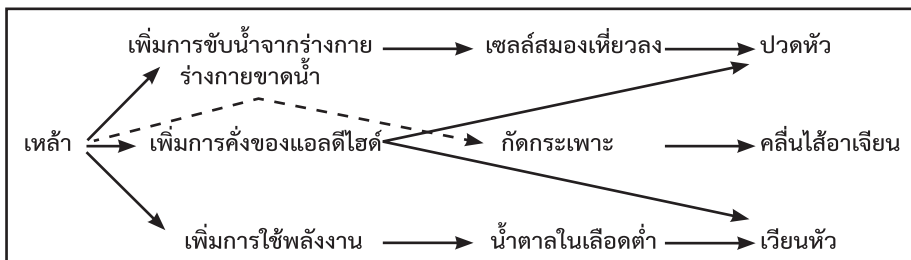 เพิ่มการขับน้ำจากร่างกาย เซลล์สมองเหี่ยวลง ปวดหัว
ร่างกายขาดน้ำ
เหล้า เพิ่มการคั่งของแอลดีไฮด์ กัดกระเพาะ คลื่นไส้อาเจียน
เพิ่มการใช้พลังงาน น้ำตาลในเลือดต่ำ เวียนหัว